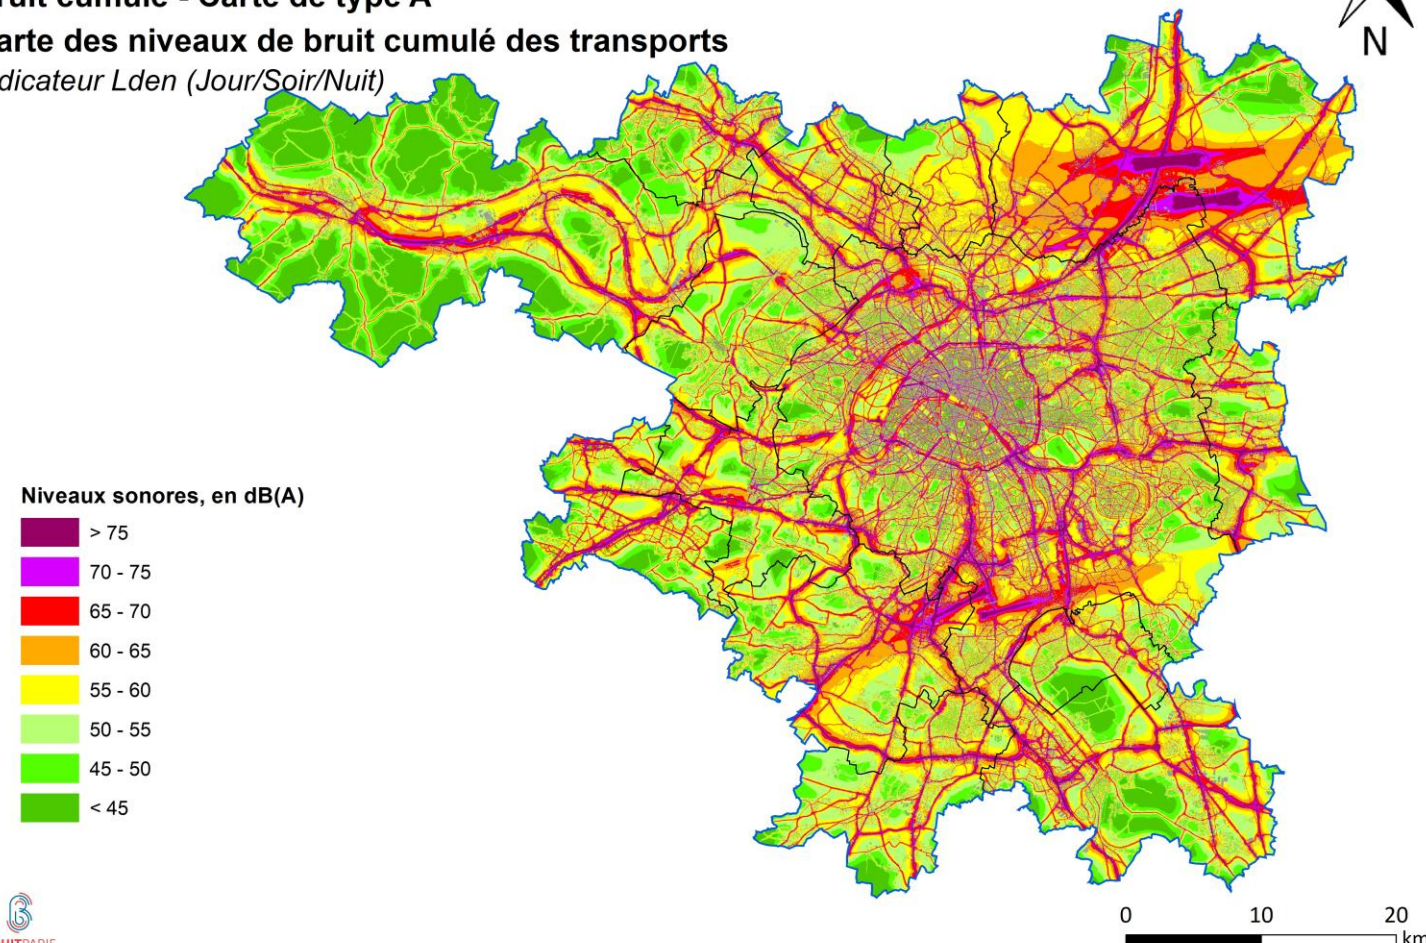 ruit cumulé - Carte de type A
arte des niveaux de bruit cumulé des transports
dicateur Lden (Jour/Soir/Nuit)
N
Niveaux sonores, en dB(A)
> 75
70 - 75
65 - 70
60 - 65
55 - 60
50 - 55
45 - 50
< 45
UITPARIF
0 10 20
km